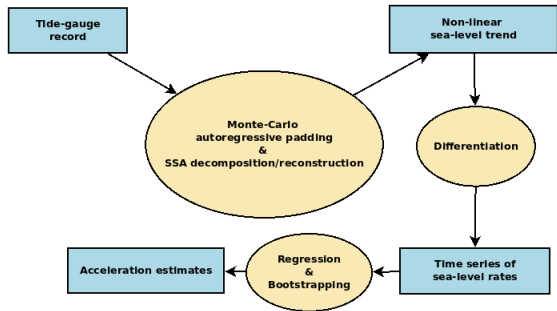 Tide-gauge
record
Non-linear
sea-level trend
Monte-Carlo
autoregressive padding
&
SSA decomposition/reconstruction
Differentiation
Acceleration estimates
Regression
&
Bootstrapping
Time series of
sea-level rates